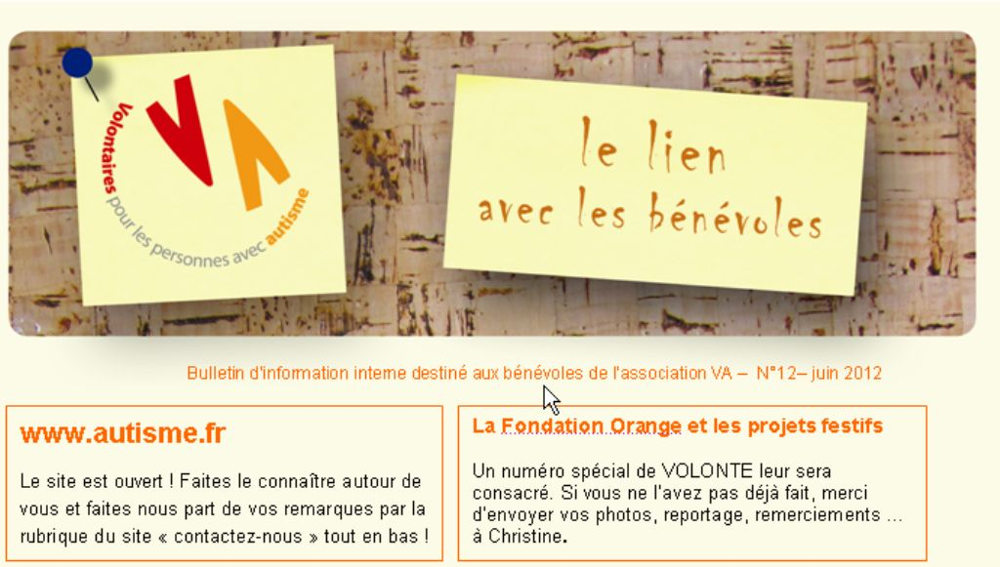 VA
Volontaires pour les personnes avec autisme
le lien
avec les bénévoles
Bulletin d'information interne destiné aux bénévoles de l'association VA – N°12– juin 2012
www.autisme.fr
Le site est ouvert ! Faites le connaître autour de
vous et faites nous part de vos remarques par la
rubrique du site « contactez-nous » tout en bas !
La Fondation Orange et les projets festifs
Un numéro spécial de VOLONTE leur sera
consacré. Si vous ne l'avez pas déjà fait, merci
d'envoyer vos photos, reportage, remerciements ...
à Christine.